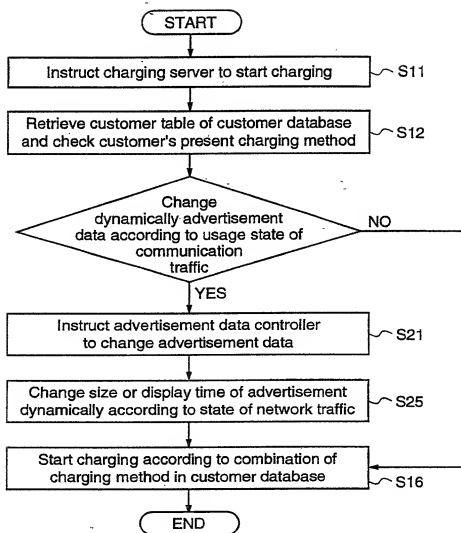 START
Instruct charging server to start charging
S11
Retrieve customer table of customer database
and check customer's present charging method
S12
Change
dynamically advertisement
data according to usage state of
communication
traffic
NO
YES
Instruct advertisement data controller
to change advertisement data
S21
Change size or display time of advertisement
dynamically according to state of network traffic
S25
Start charging according to combination of
charging method in customer database
S16
END